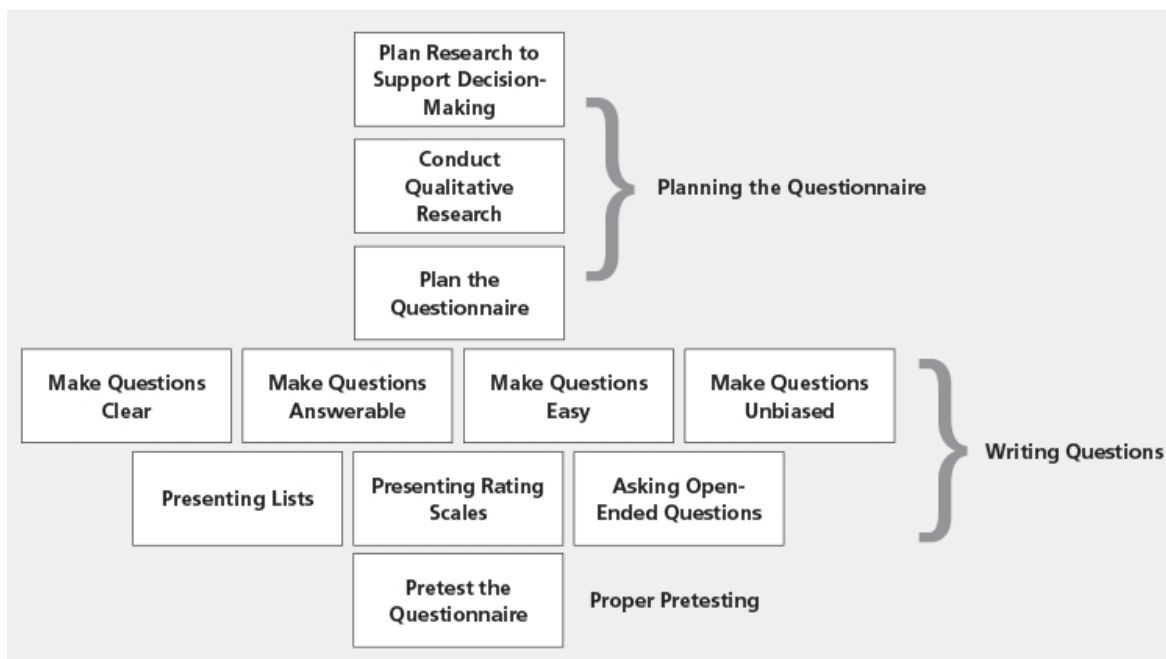 Plan Research to
Support Decision-
Making
Conduct
Qualitative
Research
Planning the Questionnaire
Plan the
Questionnaire
Make Questions
Clear
Make Questions
Answerable
Make Questions
Easy
Make Questions
Unbiased
Writing Questions
Presenting Lists
Presenting Rating
Scales
Asking Open-
Ended Questions
Pretest the
Questionnaire
Proper Pretesting